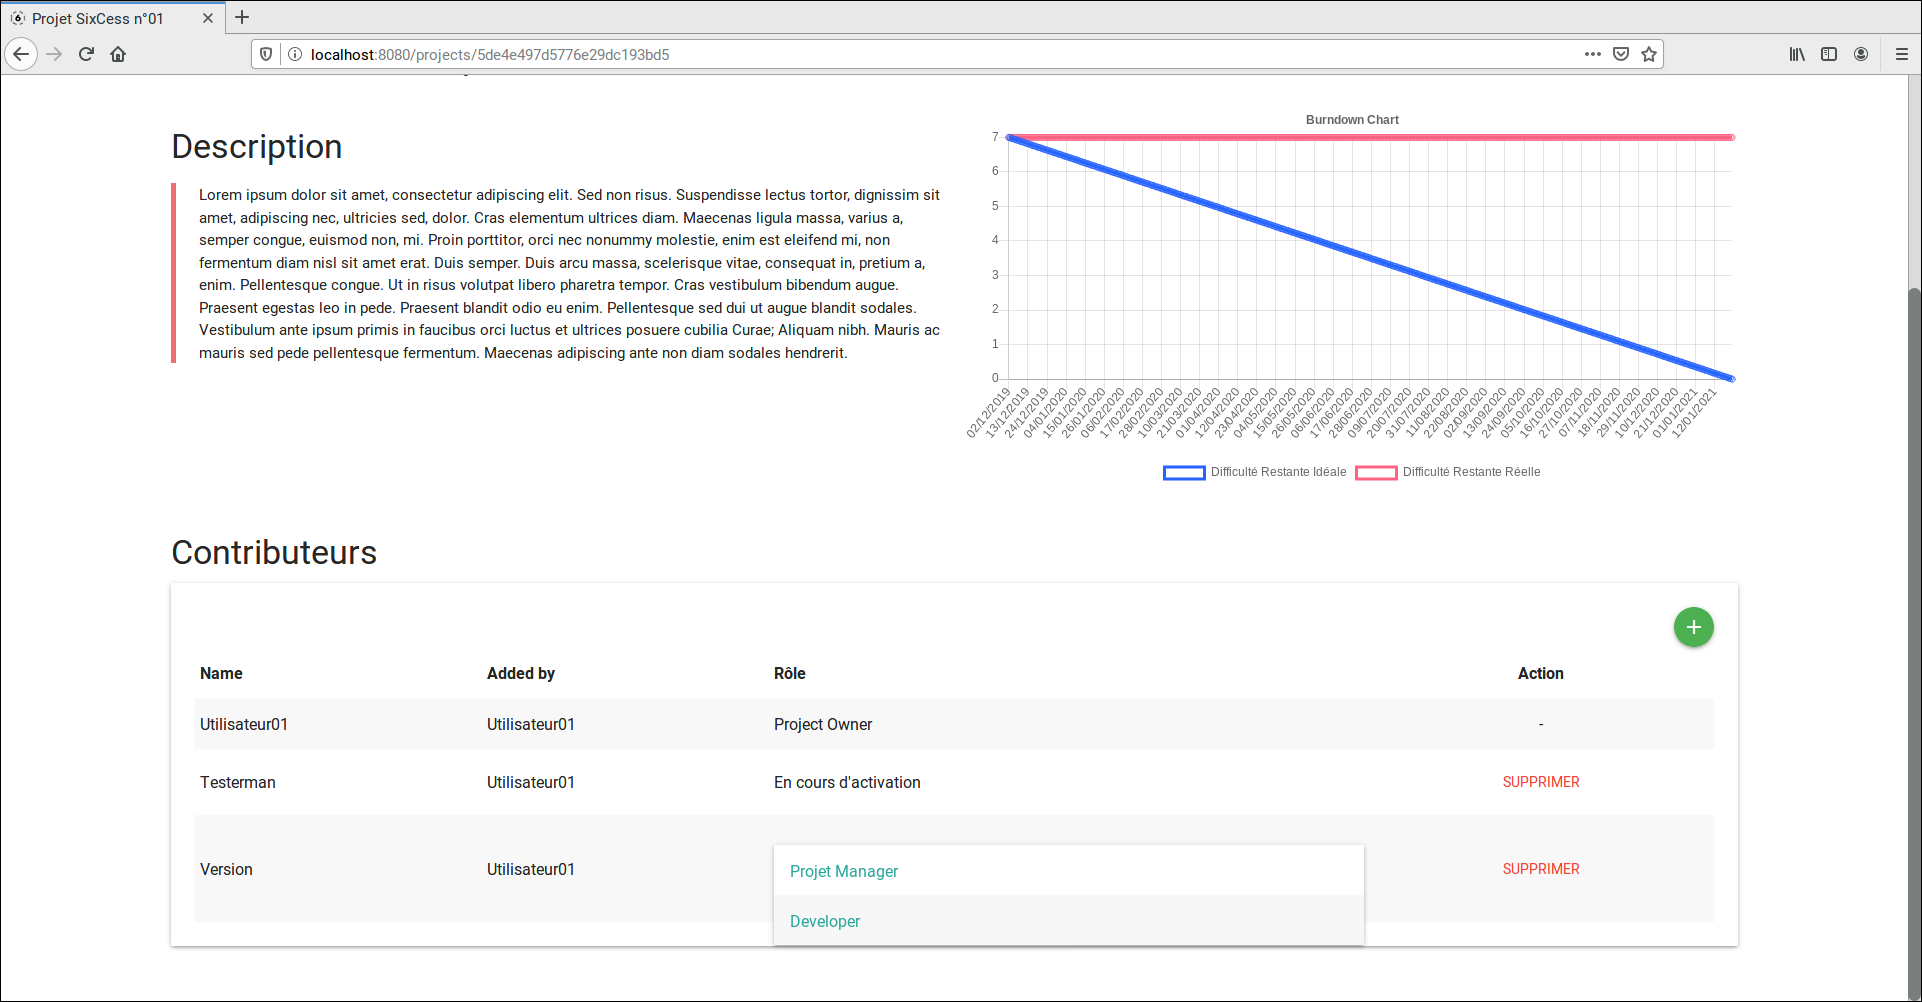 Projet SixCess n°01
localhost:8080/projects/5de4e497d5776e29dc193bd5
Description
Lorem ipsum dolor sit amet, consectetur adipiscing elit. Sed non risus. Suspendisse lectus tortor, dignissim sit
amet, adipiscing nec, ultricies sed, dolor. Cras elementum ultrices diam. Maecenas ligula massa, varius a,
semper congue, euismod non, mi. Proin porttitor, orci nec nonummy molestie, enim est eleifend mi, non
fermentum diam nisl sit amet erat. Duis semper. Duis arcu massa, scelerisque vitae, consequat in, pretium a,
enim. Pellentesque congue. Ut in risus volutpat libero pharetra tempor. Cras vestibulum bibendum augue.
Praesent egestas leo in pede. Praesent blandit odio eu enim. Pellentesque sed dui ut augue blandit sodales.
Vestibulum ante ipsum primis in faucibus orci luctus et ultrices posuere cubilia Curae; Aliquam nibh. Mauris ac
mauris sed pede pellentesque fermentum. Maecenas adipiscing ante non diam sodales hendrerit.
Burndown Chart
7
6
5
4
3
2
1
0
02/12/2019
13/12/2019
24/12/2019
04/01/2020
15/01/2020
26/01/2020
06/02/2020
17/02/2020
28/02/2020
10/03/2020
21/03/2020
01/04/2020
12/04/2020
23/04/2020
04/05/2020
15/05/2020
26/05/2020
06/06/2020
17/06/2020
28/06/2020
09/07/2020
20/07/2020
31/07/2020
11/08/2020
22/08/2020
02/09/2020
13/09/2020
24/09/2020
05/10/2020
16/10/2020
27/10/2020
07/11/2020
18/11/2020
29/11/2020
10/12/2020
21/12/2020
01/01/2021
12/01/2021
Difficulté Restante Idéale Difficulté Restante Réelle
Contributeurs
+
Name Added by Rôle Action
Utilisateur01 Utilisateur01 Project Owner -
Testerman Utilisateur01 En cours d'activation SUPPRIMER
Version Utilisateur01 Projet Manager SUPPRIMER
Developer